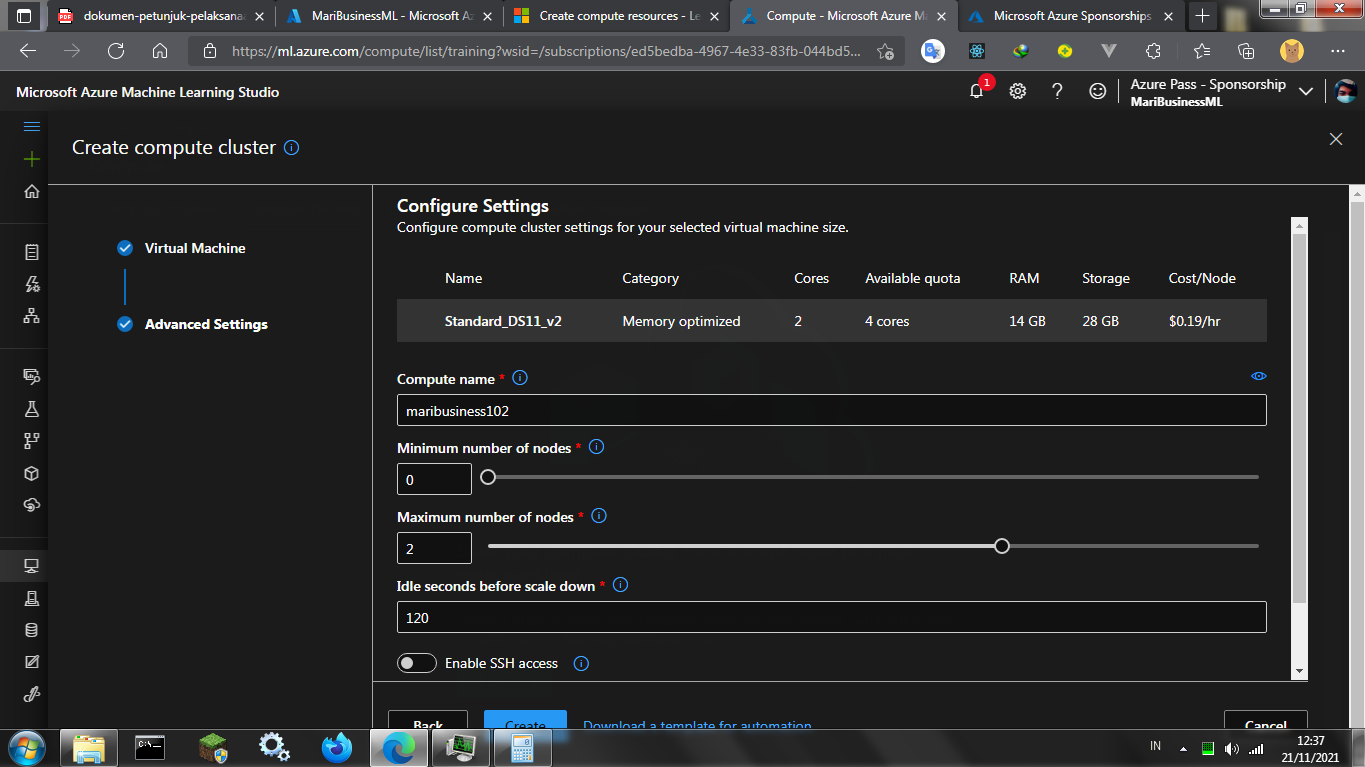 dokumen-petunjuk-pelaksana
MariBusinessML - Microsoft Az
Create compute resources - Le
Compute - Microsoft Azure Ma
Microsoft Azure Sponsorships
https://ml.azure.com/compute/list/training?wsid=/subscriptions/ed5bedba-4967-4e33-83fb-044bd5...
Microsoft Azure Machine Learning Studio
1
Azure Pass - Sponsorship
MariBusinessML
Create compute cluster
Virtual Machine
Advanced Settings
Configure Settings
Configure compute cluster settings for your selected virtual machine size.
Name Category Cores Available quota RAM Storage Cost/Node
Standard_DS11_v2 Memory optimized 2 4 cores 14 GB 28 GB $0.19/hr
Compute name *
maribusiness102
Minimum number of nodes *
0
Maximum number of nodes *
2
Idle seconds before scale down *
120
Enable SSH access
Back Create Download a template for automation Cancel
IN
12:37
21/11/2021